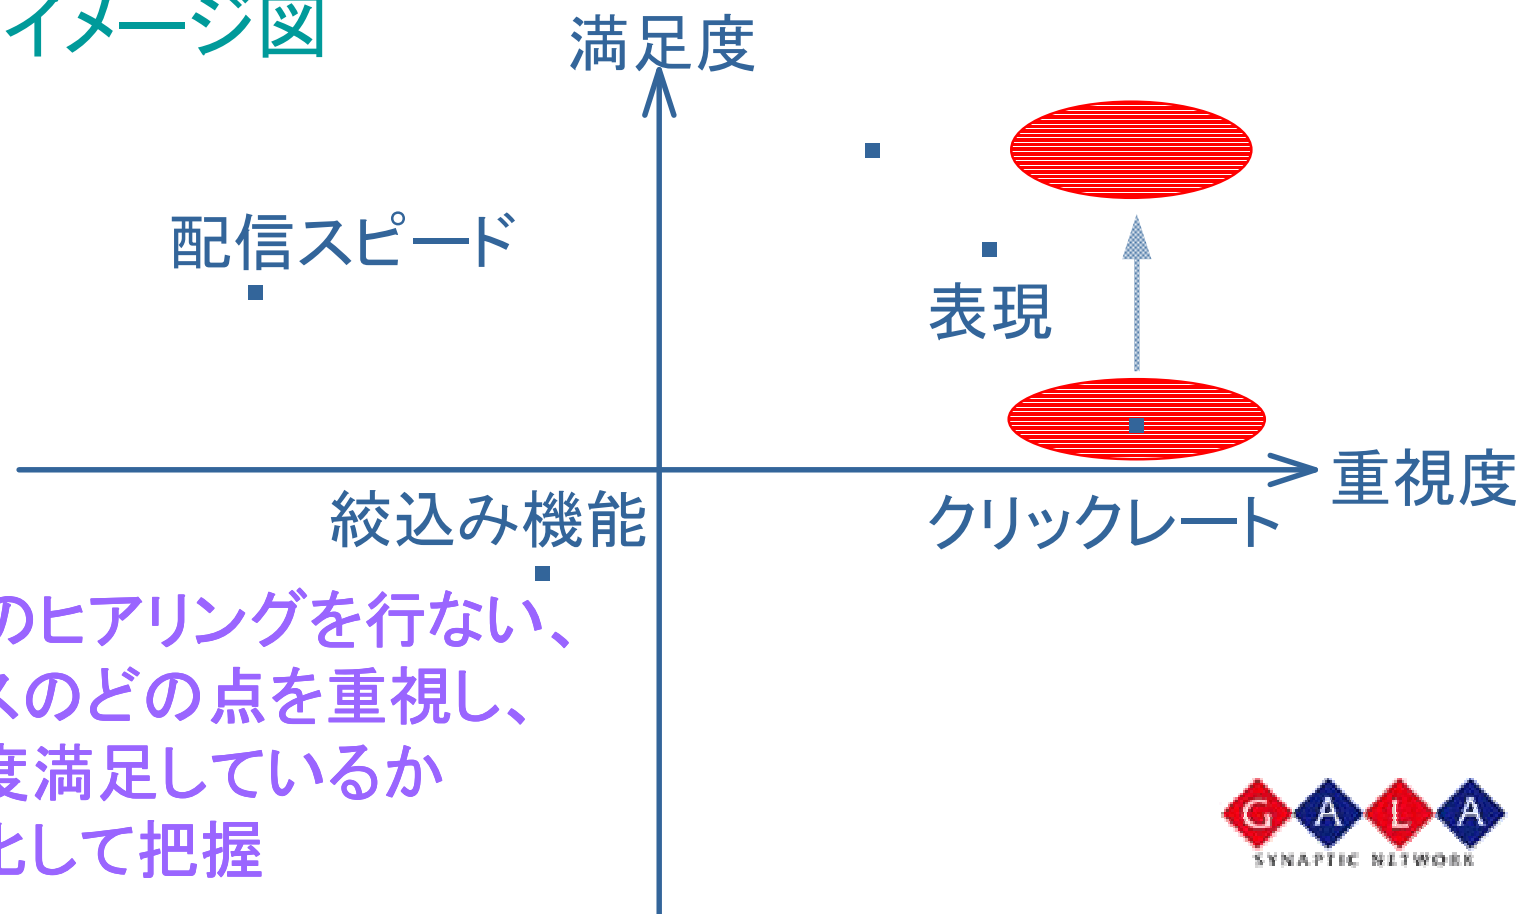 イメージ図
満足度
配信スピード
表現
重視度
絞込み機能
クリックレート
のヒアリングを行ない、
スのどの点を重視し、
度満足しているか
化して把握
GALA
SYNAPTIC NETWORK